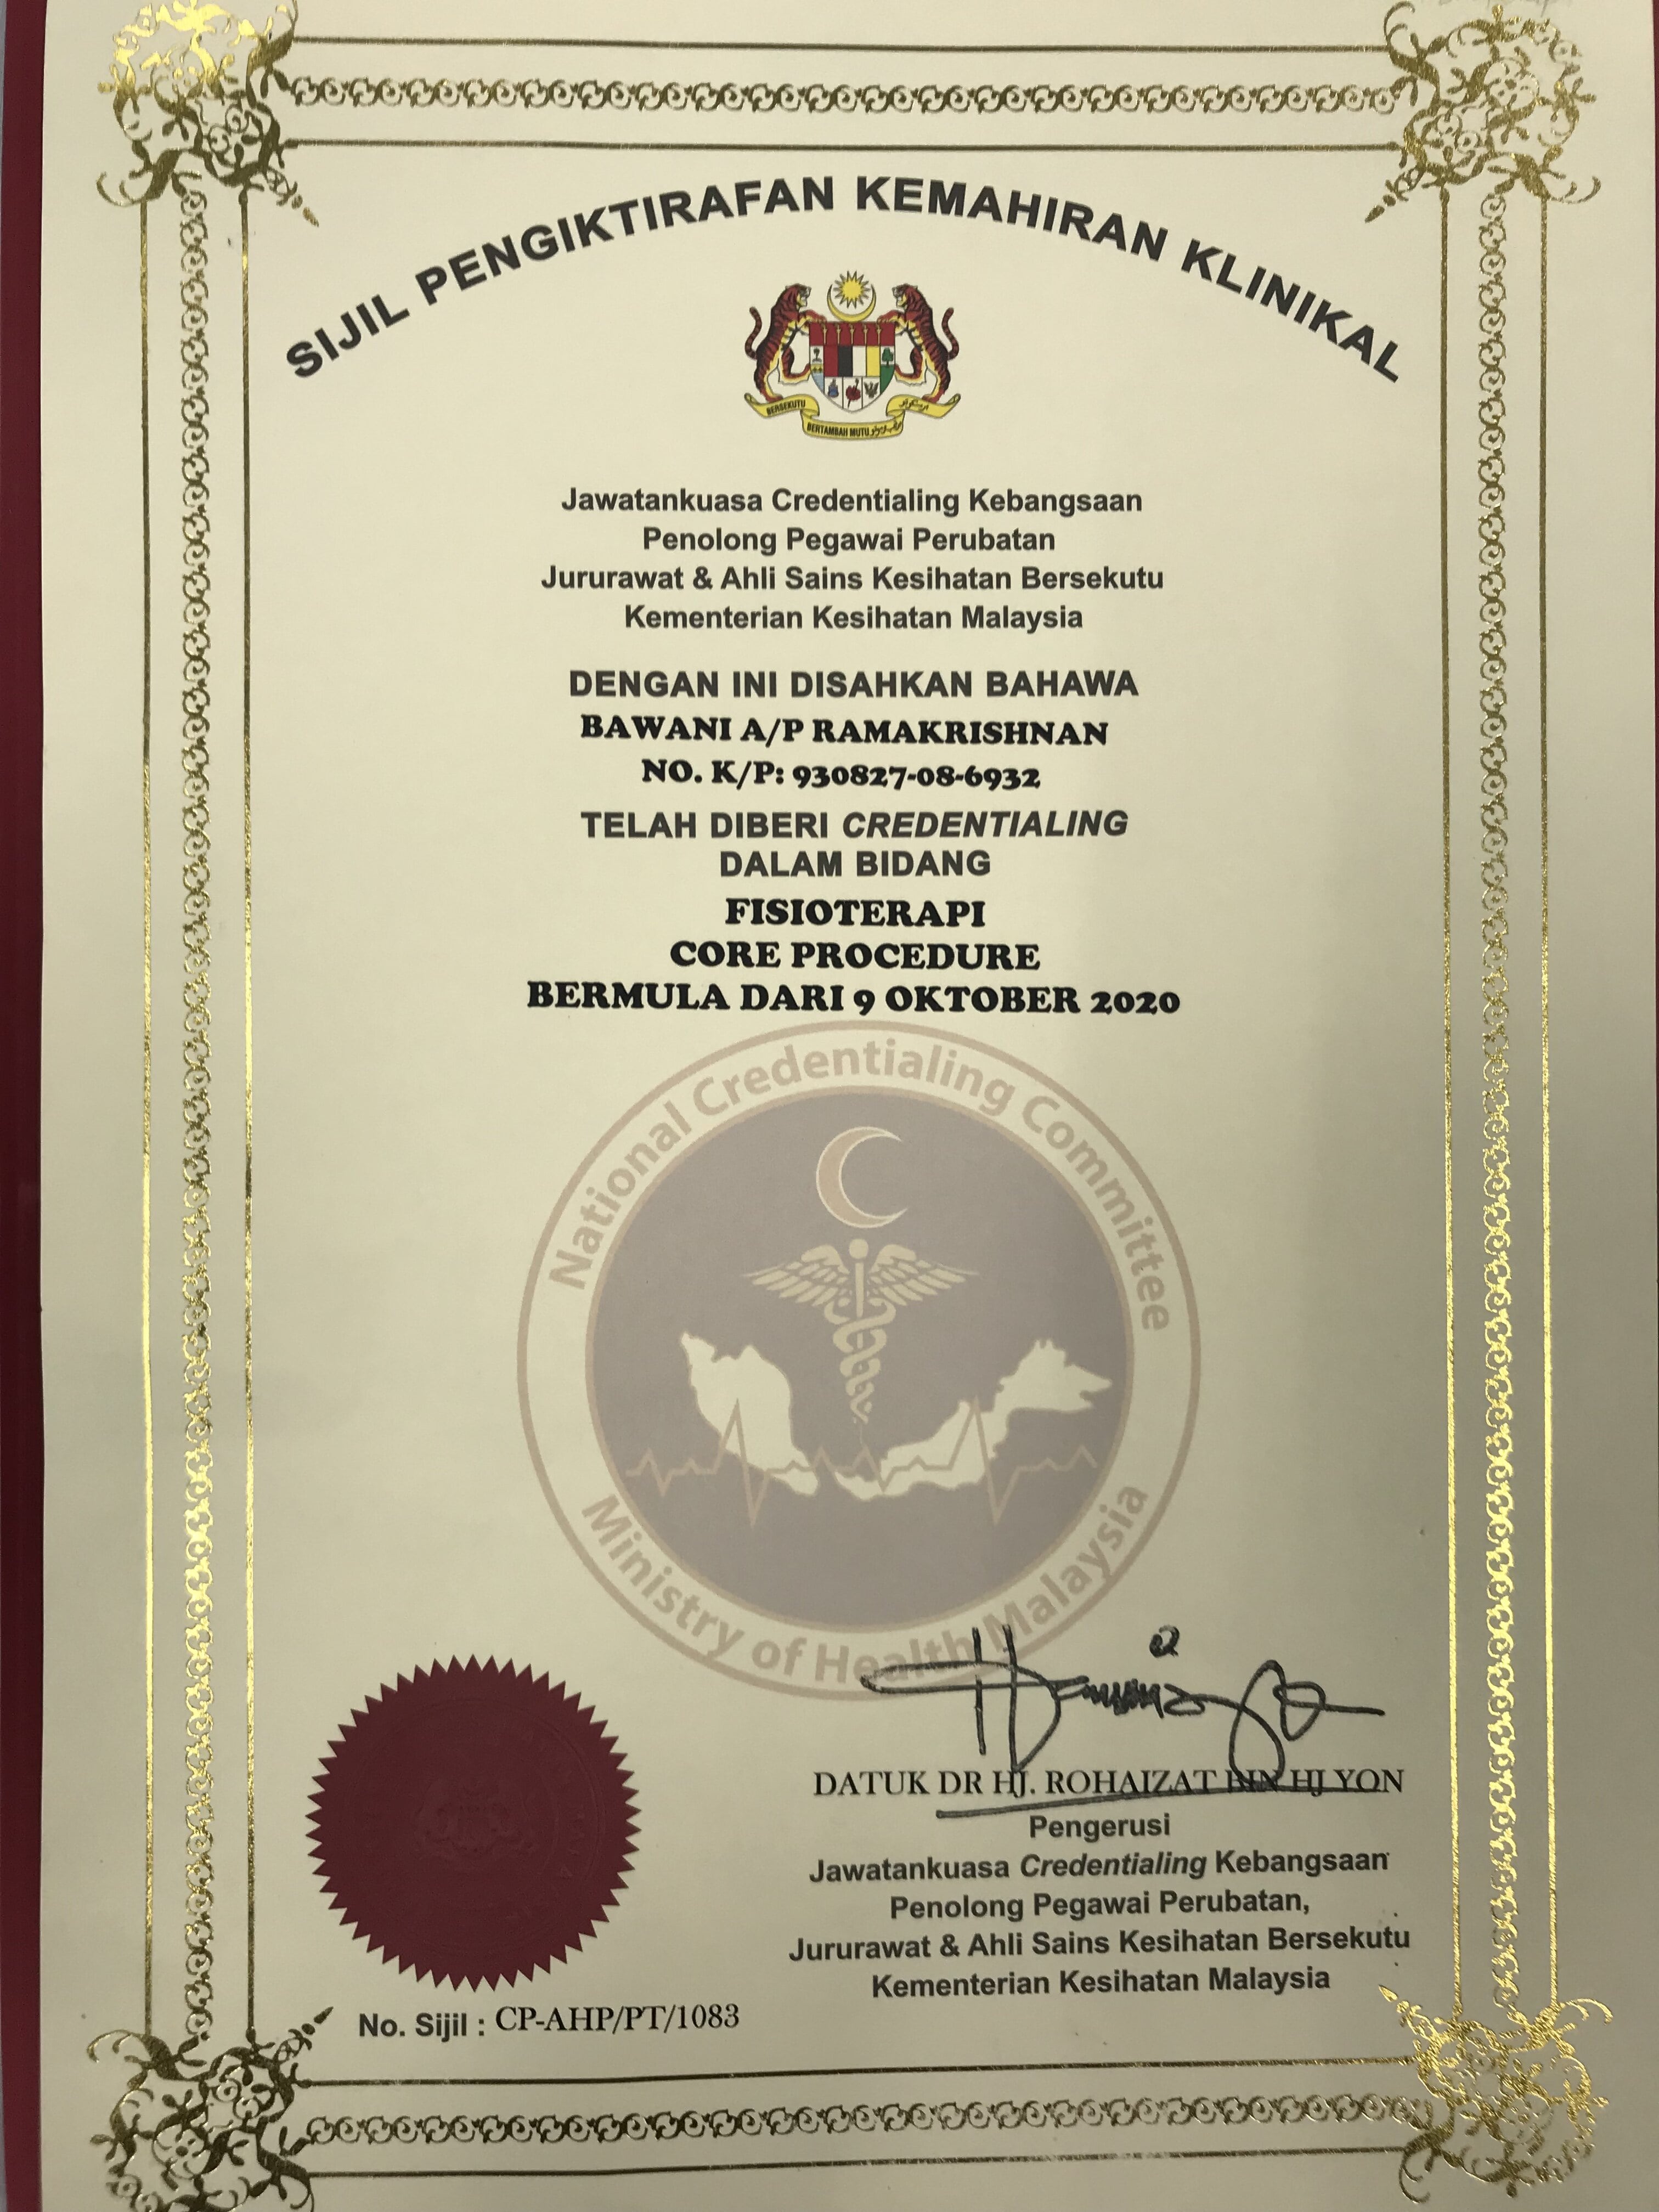 SIJIL PENGIKTIRAFAN KEMAHIRAN KLINIKAL
BERSEKUTU
BERTAMBAH MUTU
Jawatankuasa Credentialing Kebangsaan
Penolong Pegawai Perubatan
Jururawat & Ahli Sains Kesihatan Bersekutu
Kementerian Kesihatan Malaysia
DENGAN INI DISAHKAN BAHAWA
BAWANI A/P RAMAKRISHNAN
NO. K/P: 930827-08-6932
TELAH DIBERI CREDENTIALING
DALAM BIDANG
FISIOTERAPI
CORE PROCEDURE
BERMULA DARI 9 OKTOBER 2020
National Credentialing Committee
Ministry of Health Malaysia
DATUK DR HJ. ROHAIZAT BIN HJ YON
Pengerusi
Jawatankuasa Credentialing Kebangsaan
Penolong Pegawai Perubatan,
Jururawat & Ahli Sains Kesihatan Bersekutu
Kementerian Kesihatan Malaysia
No. Sijil : CP-AHP/PT/1083